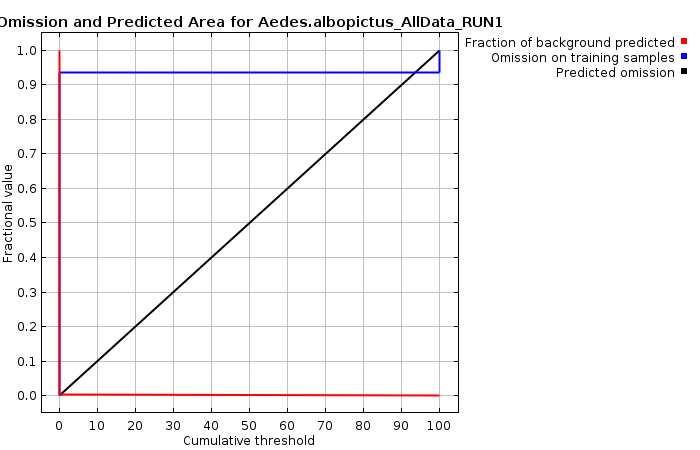 Omission and Predicted Area for Aedes.albopictus_AllData_RUN1
Fraction of background predicted
Omission on training samples
Predicted omission
Fractional value
1.0
0.9
0.8
0.7
0.6
0.5
0.4
0.3
0.2
0.1
0.0
0 10 20 30 40 50 60 70 80 90 100
Cumulative threshold